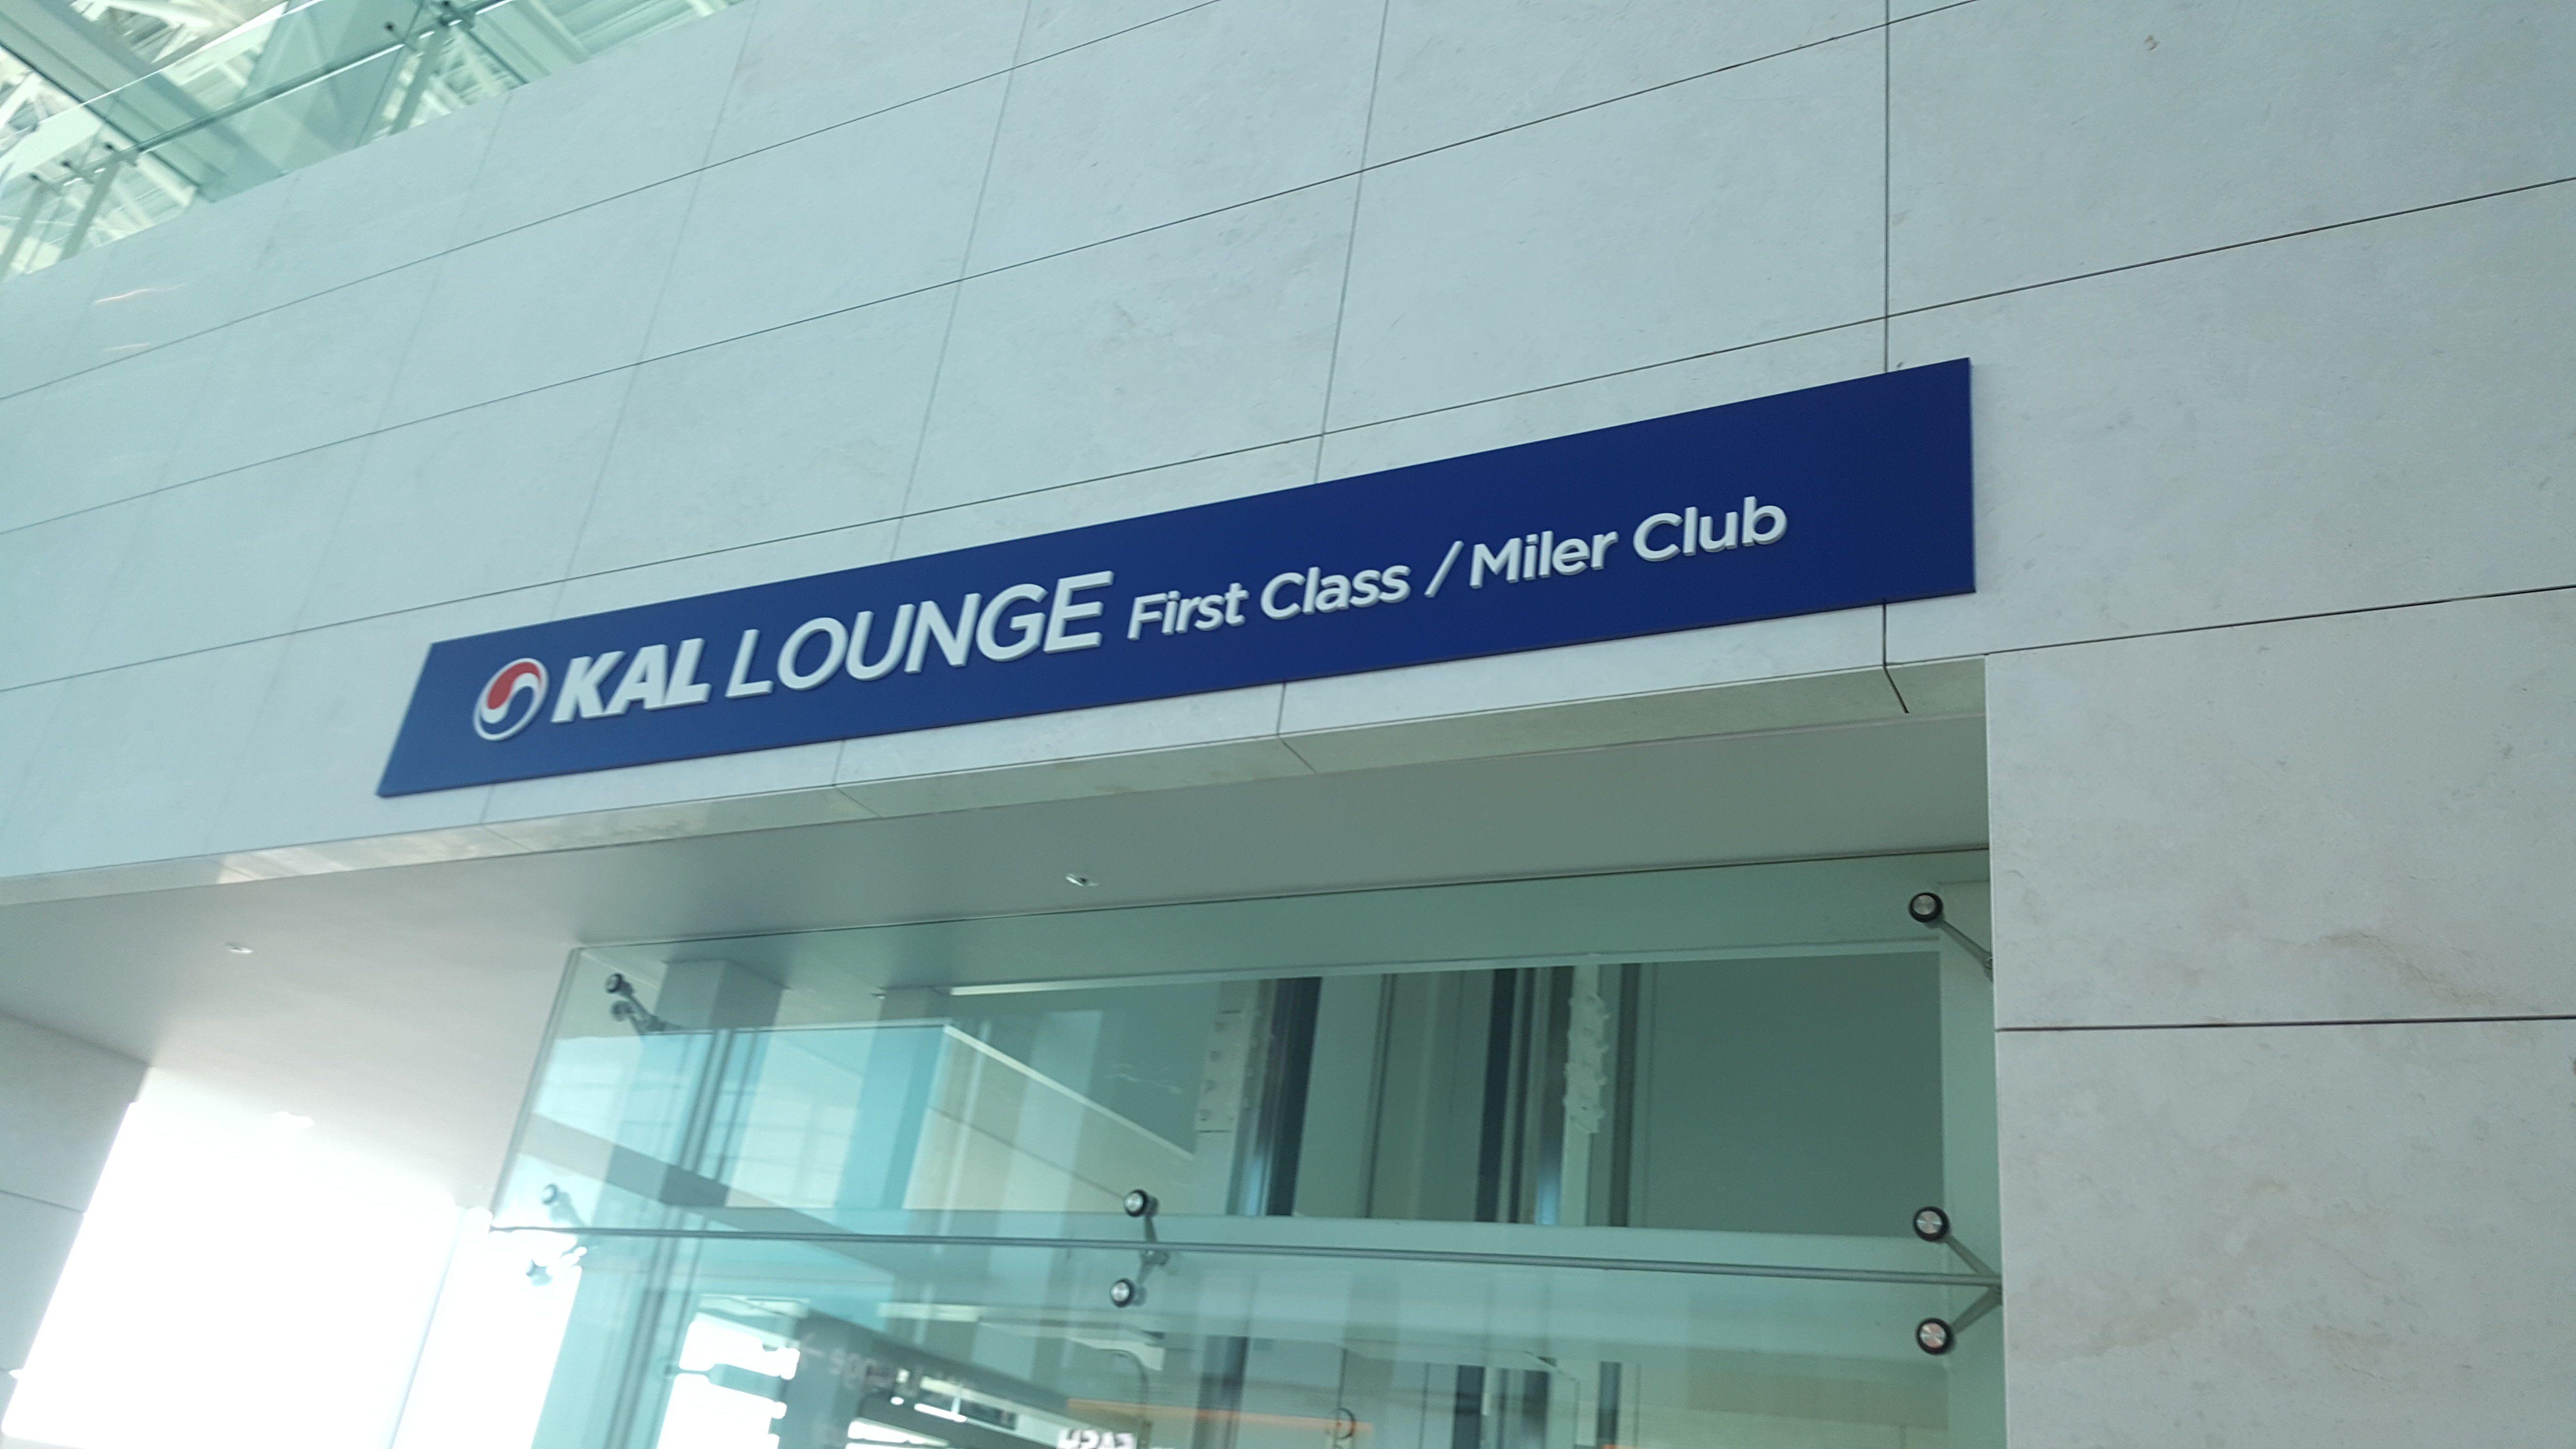 KAL LOUNGE First Class / Miler Club